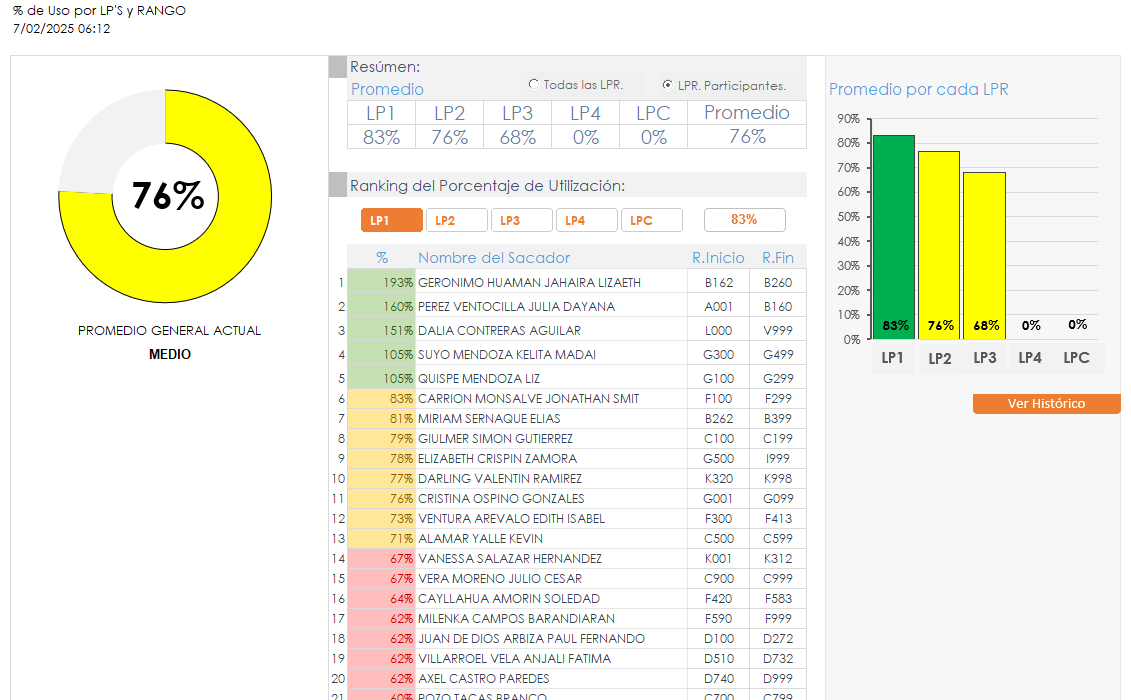 % de Uso por LP'S y RANGO
7/02/2025 06:12
76%
PROMEDIO GENERAL ACTUAL
MEDIO
Resúmen:
Promedio
Todas las LPR.
LPR. Participantes.
LP1 LP2 LP3 LP4 LPC Promedio
83% 76% 68% 0% 0% 76%
Ranking del Porcentaje de Utilización:
LP1 LP2 LP3 LP4 LPC 83%
% Nombre del Sacador R.Inicio R.Fin
1 193% GERONIMO HUAMAN JAHAIRA LIZAETH B162 B260
2 160% PEREZ VENTOCILLA JULIA DAYANA A001 B160
3 151% DALIA CONTRERAS AGUILAR L000 V999
4 105% SUYO MENDOZA KELITA MADAI G300 G499
5 105% QUISPE MENDOZA LIZ G100 G299
6 83% CARRION MONSALVE JONATHAN SMIT F100 F299
7 81% MIRIAM SERNAQUE ELIAS B262 B399
8 79% GIULMER SIMON GUTIERREZ C100 C199
9 78% ELIZABETH CRISPIN ZAMORA G500 I999
10 77% DARLING VALENTIN RAMIREZ K320 K998
11 76% CRISTINA OSPINO GONZALES G001 G099
12 73% VENTURA AREVALO EDITH ISABEL F300 F413
13 71% ALAMAR YALLE KEVIN C500 C599
14 67% VANESSA SALAZAR HERNANDEZ K001 K312
15 67% VERA MORENO JULIO CESAR C900 C999
16 64% CAYLLAHUA AMORIN SOLEDAD F420 F583
17 62% MILENKA CAMPOS BARANDIARAN F590 F999
18 62% JUAN DE DIOS ARBIZA PAUL FERNANDO D100 D272
19 62% VILLARROEL VELA ANJALI FATIMA D510 D732
20 62% AXEL CASTRO PAREDES D740 D999
21 60% POZO TACAS BRANCO C700 C799
Promedio por cada LPR
90%
80%
70%
60%
50%
40%
30%
20%
10%
0%
83% 76% 68% 0% 0%
LP1 LP2 LP3 LP4 LPC
Ver Histórico